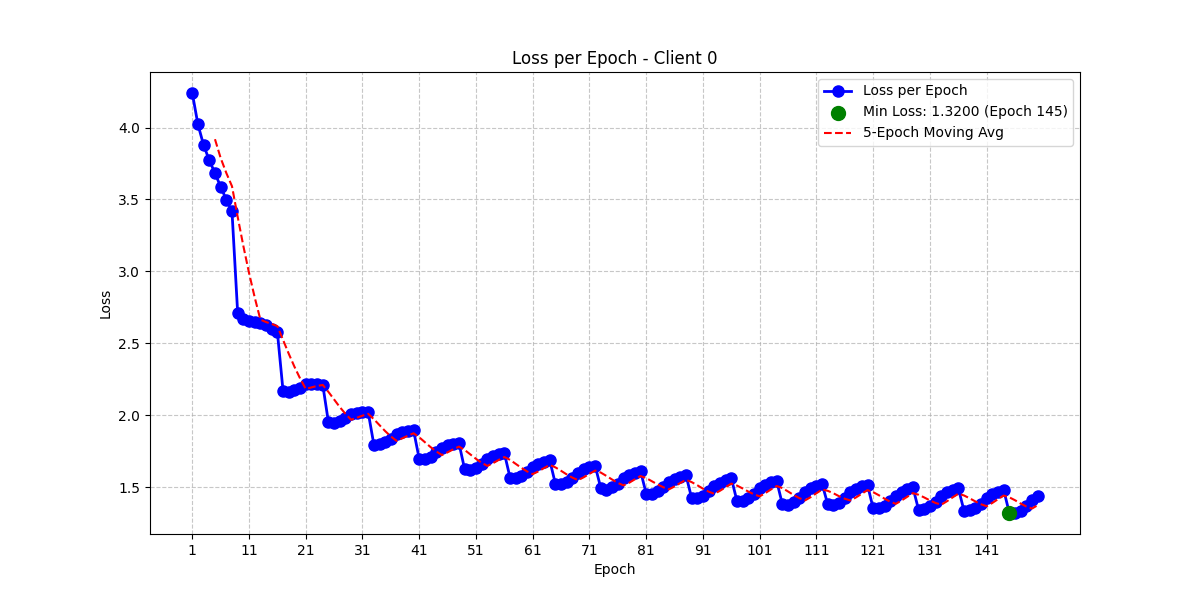 Loss per Epoch - Client 0
Loss per Epoch
Min Loss: 1.3200 (Epoch 145)
5-Epoch Moving Avg
Loss
4.0
3.5
3.0
2.5
2.0
1.5
1 11 21 31 41 51 61 71 81 91 101 111 121 131 141
Epoch